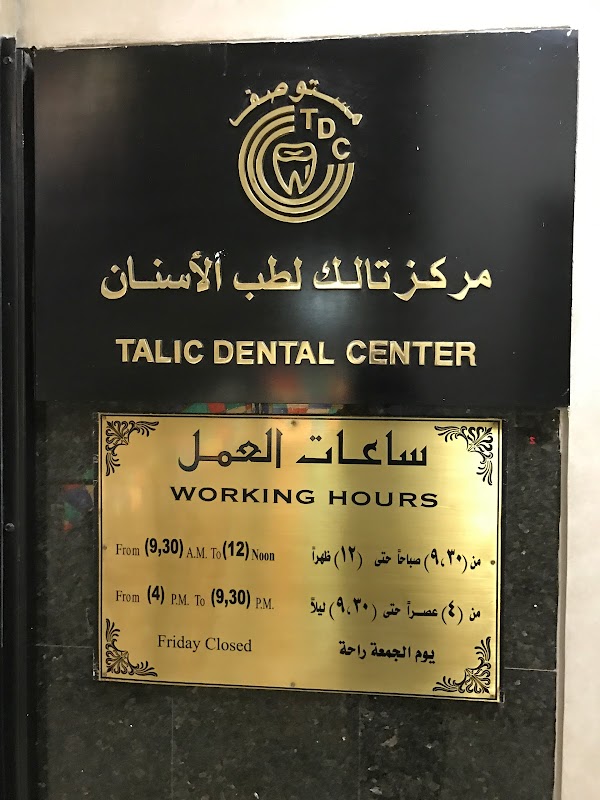 مستوصف
TDC
مركز تالك لطب الأسنان
TALIC DENTAL CENTER
ساعات العمل
WORKING HOURS
From (9,30) A.M. To (12) Noon
من (٩،٣٠) صباحاً حتى (١٢) ظهراً
From (4) P.M. To (9,30) P.M.
من (٤) عصراً حتى (٩،٣٠) ليلاً
Friday Closed
يوم الجمعة راحة